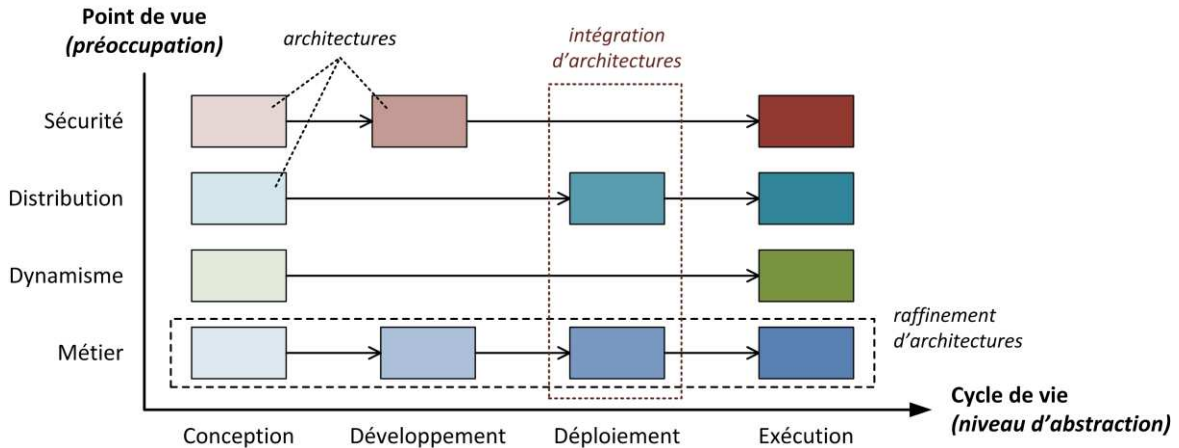 Point de vue
(préoccupation)
architectures
intégration
d’architectures
Sécurité
Distribution
Dynamisme
Métier
raffinement
d’architectures
Cycle de vie
(niveau d’abstraction)
Conception
Développement
Déploiement
Exécution